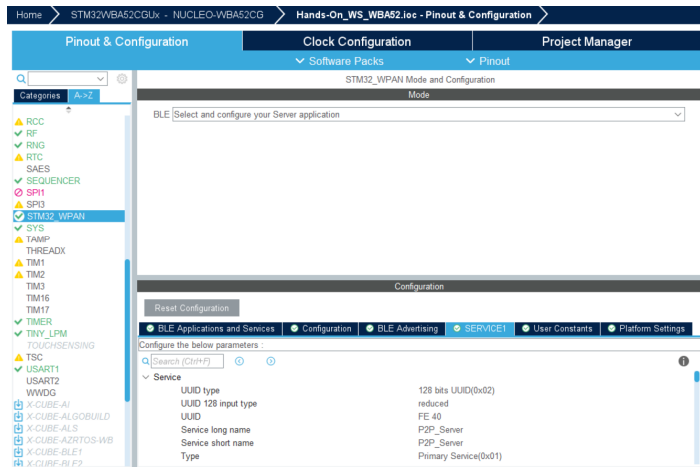 Home STM32WBA52CGUx - NUCLEO-WBA52CG Hands-On_WS_WBA52.ioc - Pinout & Configuration
Pinout & Configuration Clock Configuration Project Manager
Software Packs Pinout
STM32_WPAN Mode and Configuration
Categories A->Z
Mode
BLE Select and configure your Server application
RCC
RF
RNG
RTC
SAES
SEQUENCER
SPI1
SPI3
STM32_WPAN
SYS
TAMP
THREADX
TIM1
TIM2
TIM3
TIM16
TIM17
TIMER
TINY_LPM
TOUCHSENSING
TSC
USART1
USART2
WWDG
X-CUBE-AI
X-CUBE-ALGOBUILD
X-CUBE-ALS
X-CUBE-AZRTOS-WB
X-CUBE-BLE1
X-CUBE-BLE2
Configuration
Reset Configuration
BLE Applications and Services Configuration BLE Advertising SERVICE1 User Constants Platform Settings
Configure the below parameters :
Search (Ctrl+F)
Service
UUID type 128 bits UUID(0x02)
UUID 128 input type reduced
UUID FE 40
Service long name P2P_Server
Service short name P2P_Server
Type Primary Service(0x01)